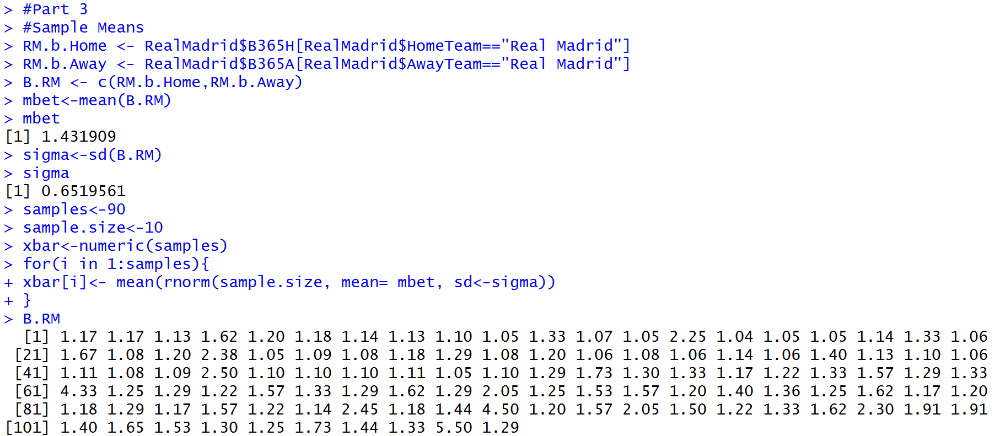 > #Part 3
> #Sample Means
> RM.b.Home <- RealMadrid$B365H[RealMadrid$HomeTeam=="Real Madrid"]
> RM.b.Away <- RealMadrid$B365A[RealMadrid$AwayTeam=="Real Madrid"]
> B.RM <- c(RM.b.Home,RM.b.Away)
> mbet<-mean(B.RM)
> mbet
[1] 1.431909
> sigma<-sd(B.RM)
> sigma
[1] 0.6519561
> samples<-90
> sample.size<-10
> xbar<-numeric(samples)
> for(i in 1:samples){
+ xbar[i]<- mean(rnorm(sample.size, mean= mbet, sd<-sigma))
+ }
> B.RM
  [1] 1.17 1.17 1.13 1.62 1.20 1.18 1.14 1.13 1.10 1.05 1.33 1.07 1.05 2.25 1.04 1.05 1.05 1.14 1.33 1.06
 [21] 1.67 1.08 1.20 2.38 1.05 1.09 1.08 1.18 1.29 1.08 1.20 1.06 1.08 1.06 1.14 1.06 1.40 1.13 1.10 1.06
 [41] 1.11 1.08 1.09 2.50 1.10 1.10 1.10 1.11 1.05 1.10 1.29 1.73 1.30 1.33 1.17 1.22 1.33 1.57 1.29 1.33
 [61] 4.33 1.25 1.29 1.22 1.57 1.33 1.29 1.62 1.29 2.05 1.25 1.53 1.57 1.20 1.40 1.36 1.25 1.62 1.17 1.20
 [81] 1.18 1.29 1.17 1.57 1.22 1.14 2.45 1.18 1.44 4.50 1.20 1.57 2.05 1.50 1.22 1.33 1.62 2.30 1.91 1.91
[101] 1.40 1.65 1.53 1.30 1.25 1.73 1.44 1.33 5.50 1.29